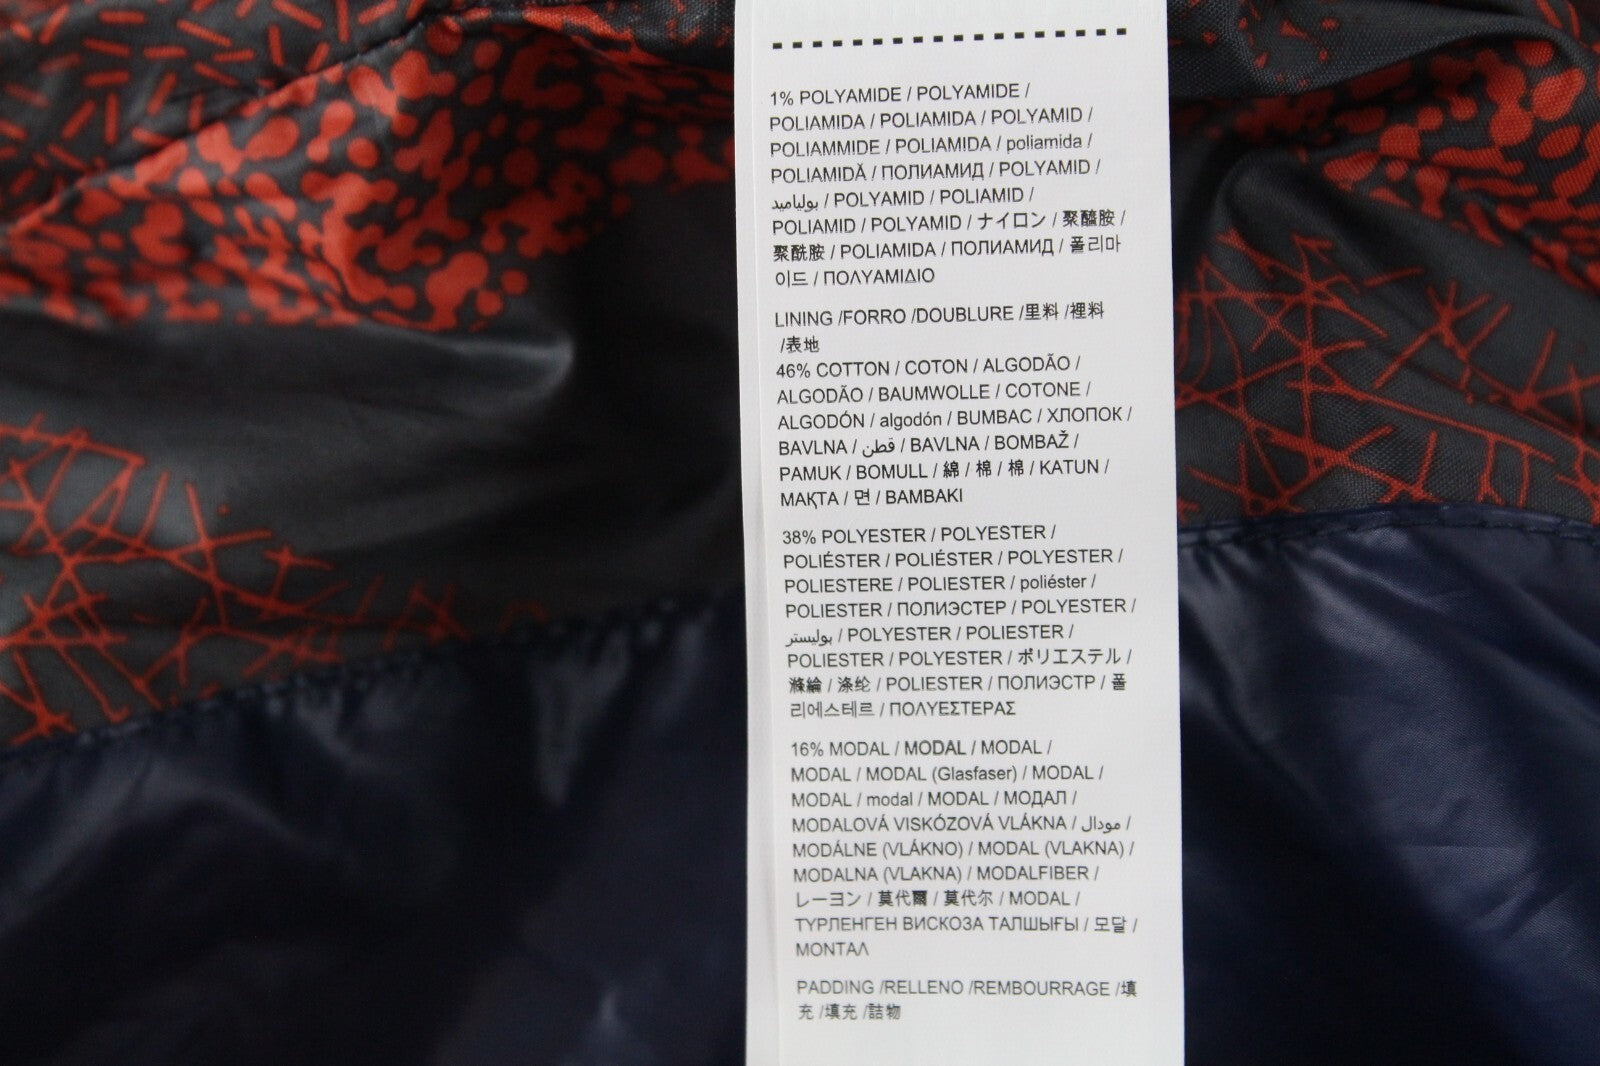 1% POLYAMIDE / POLYAMIDE /
POLIAMIDA / POLIAMIDA / POLYAMID /
POLIAMMIDE / POLIAMIDA / poliamida /
POLIAMIDĂ / ПОЛИАМИД / POLYAMID /
بولياميد / POLYAMID / POLIAMID /
POLIAMID / POLYAMID / ナイロン / 聚醯胺 /
聚酰胺 / POLIAMIDA / ПОЛИАМИД / 폴리마
이드 / ΠΟΛΥΑΜΙΔΙΟ
LINING /FORRO /DOUBLURE /里料 /裡料
/表地
46% COTTON / COTON / ALGODÃO /
ALGODÃO / BAUMWOLLE / COTONE /
ALGODÓN / algodón / BUMBAC / ХЛОПОК /
BAVLNA / قطن / BAVLNA / BOMBAŽ /
PAMUK / BOMULL / 綿 / 棉 / 棉 / KATUN /
МАҚТА / 면 / BAMBAKI
38% POLYESTER / POLYESTER /
POLIÉSTER / POLIÉSTER / POLYESTER /
POLIESTERE / POLIESTER / poliéster /
POLIESTER / ПОЛИЭСТЕР / POLYESTER /
بوليستر / POLYESTER / POLIESTER /
POLIESTER / POLYESTER / ポリエステル /
滌綸 / 涤纶 / POLIESTER / ПОЛИЭСТР / 폴
리에스테르 / ΠΟΛΥΕΣΤΕΡΑΣ
16% MODAL / MODAL / MODAL /
MODAL / MODAL (Glasfaser) / MODAL /
MODAL / modal / MODAL / МОДАЛ /
MODALOVÁ VISKÓZOVÁ VLÁKNA / مودال /
MODÁLNE (VLÁKNO) / MODAL (VLAKNA) /
MODALNA (VLAKNA) / MODALFIBER /
レーヨン / 莫代爾 / 莫代尔 / MODAL /
ТҮРЛЕНГЕН ВИСКОЗА ТАЛШЫҒЫ / 모달 /
ΜΟΝΤΑΛ
PADDING /RELLENO /REMBOURRAGE /填
充 /填充 /詰物